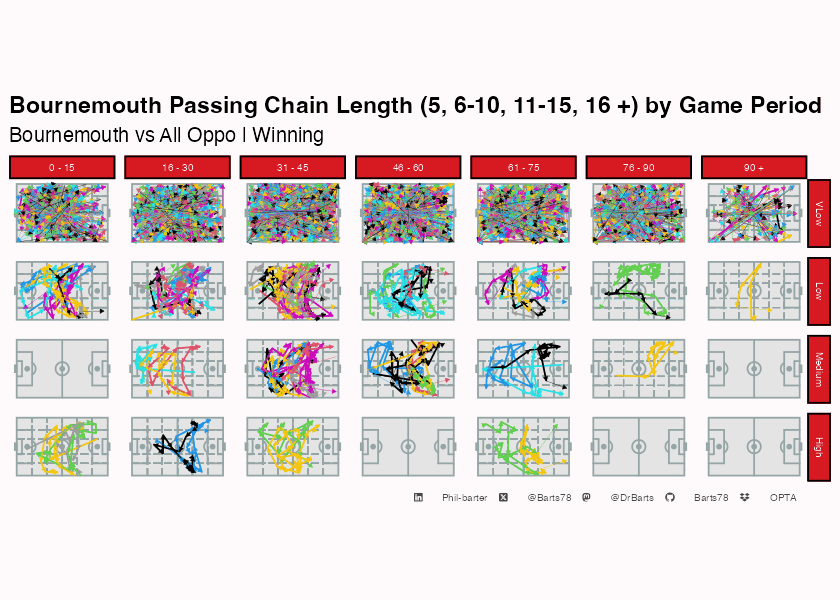 Bournemouth Passing Chain Length (5, 6-10, 11-15, 16 +) by Game Period
Bournemouth vs All Oppo I Winning
0 - 15
16 - 30
31 - 45
46 - 60
61 - 75
76 - 90
90 +
VLow
Low
Medium
High
Phil-barter @Barts78 @DrBarts Barts78 OPTA